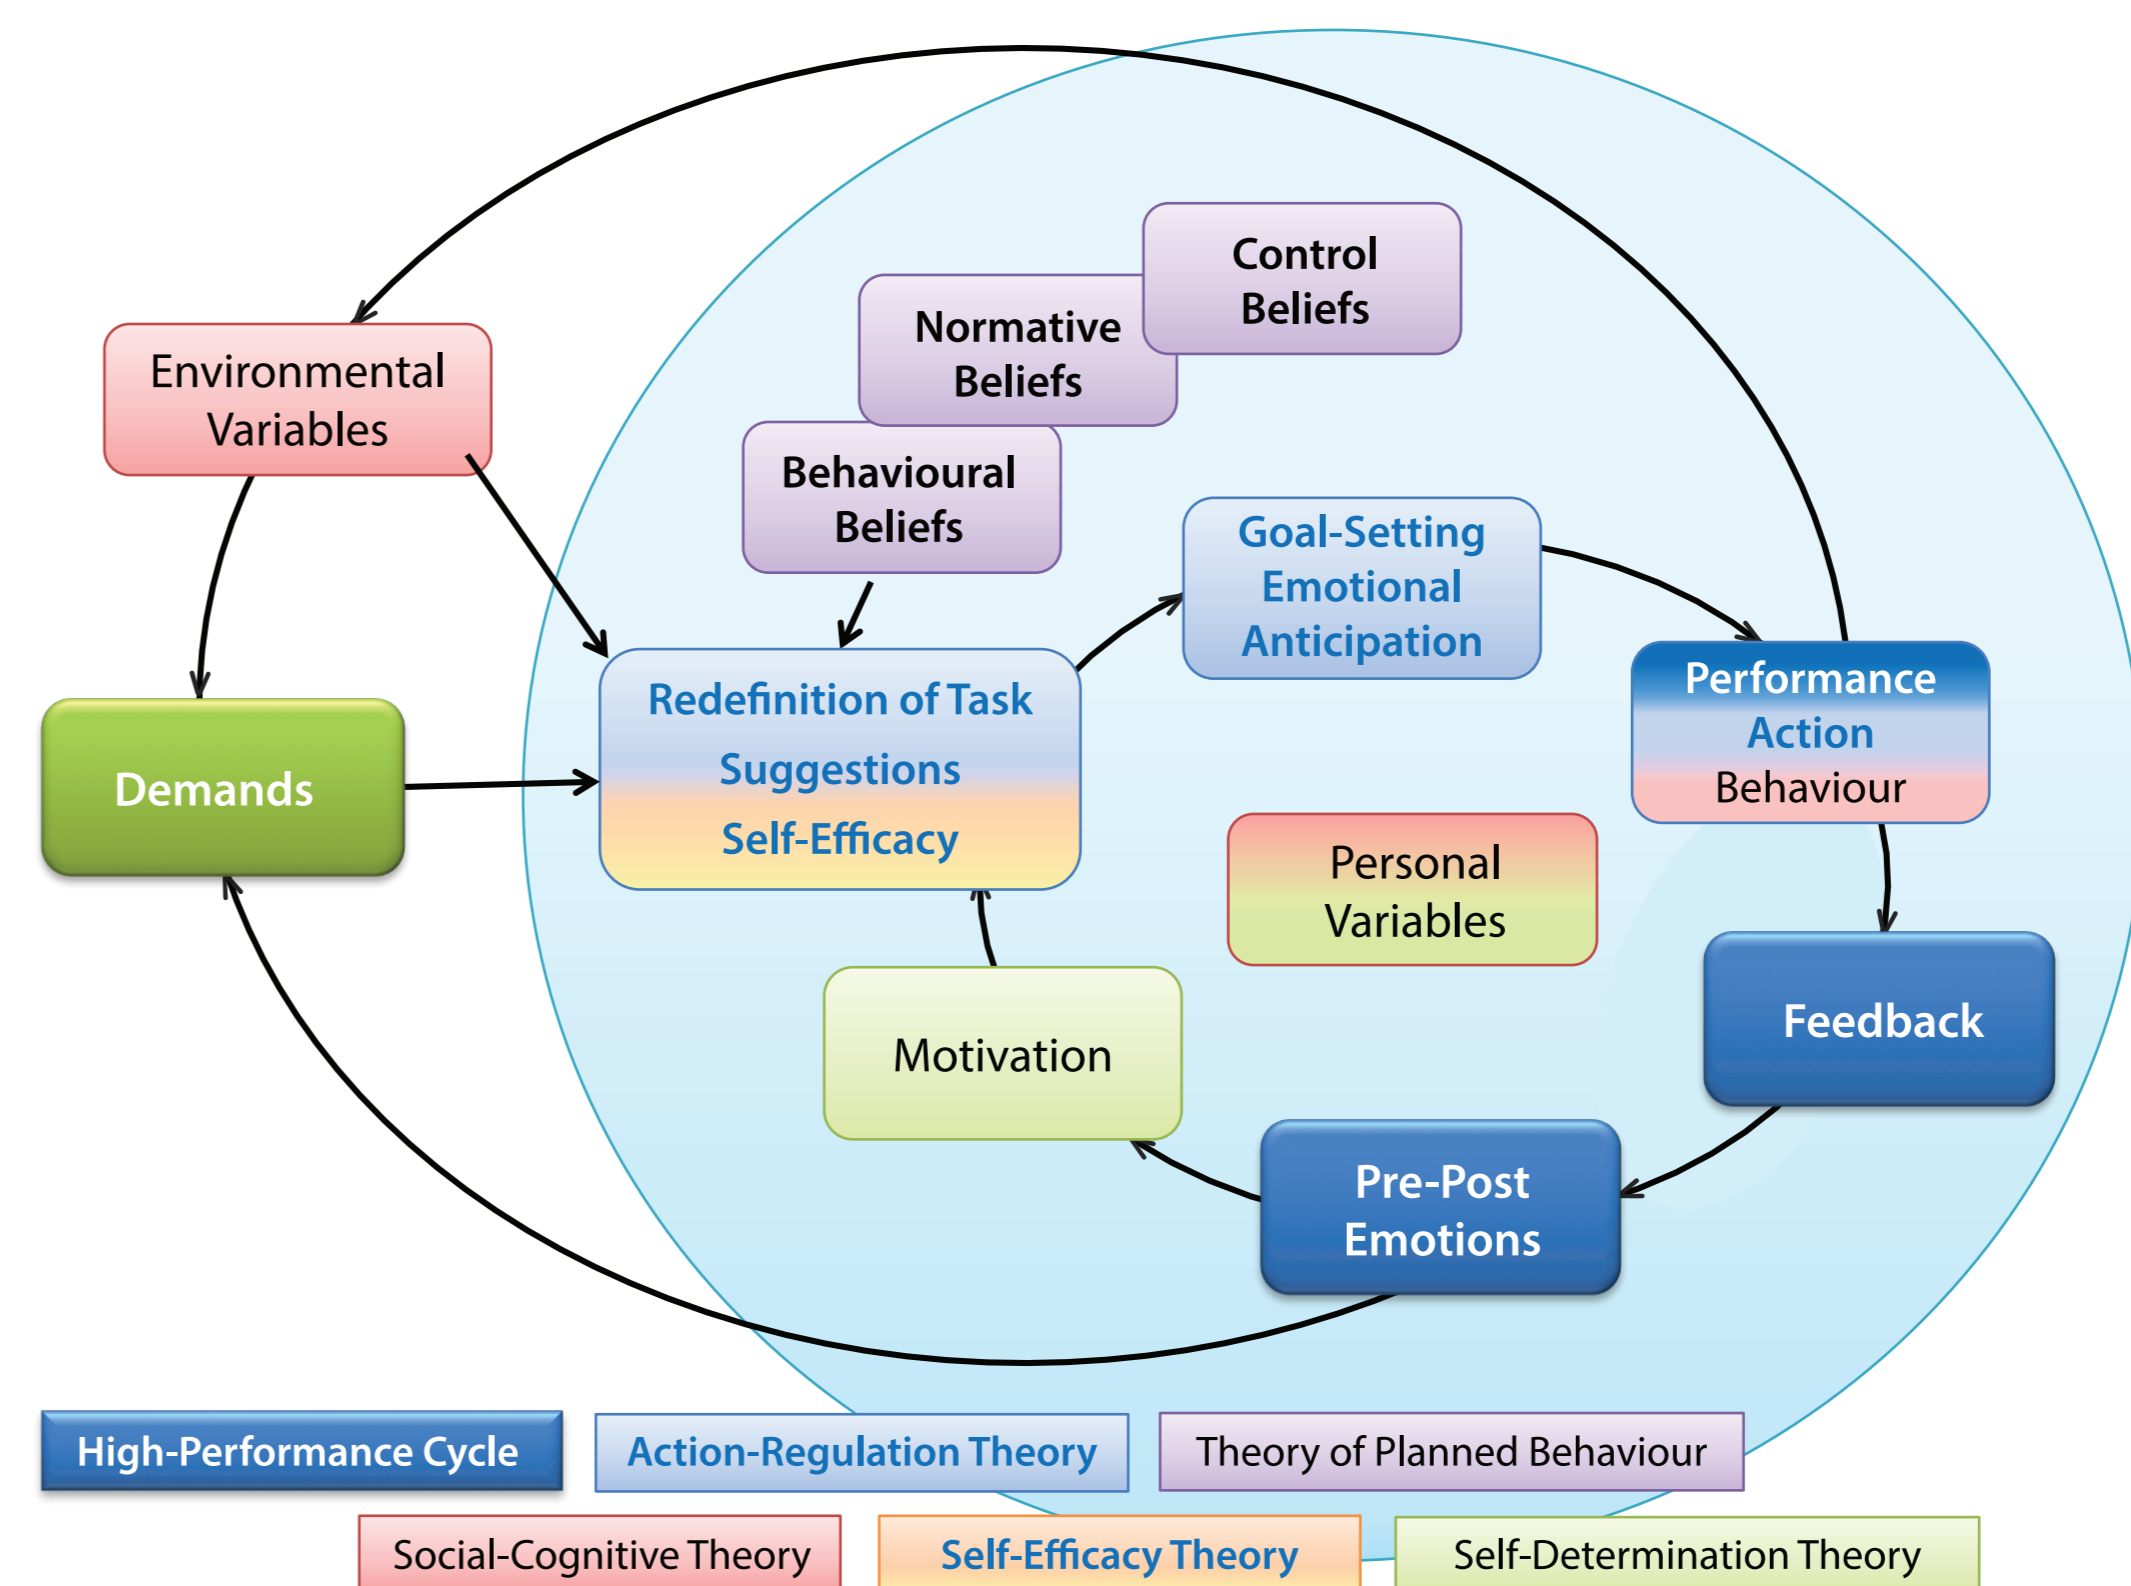 Control
Beliefs
Normative
Beliefs
Environmental
Variables
Behavioural
Beliefs
Goal-Setting
Emotional
Anticipation
Redefinition of Task
Suggestions
Self-Efficacy
Performance
Action
Behaviour
Demands
Personal
Variables
Feedback
Motivation
Pre-Post
Emotions
High-Performance Cycle
Action-Regulation Theory
Theory of Planned Behaviour
Social-Cognitive Theory
Self-Efficacy Theory
Self-Determination Theory